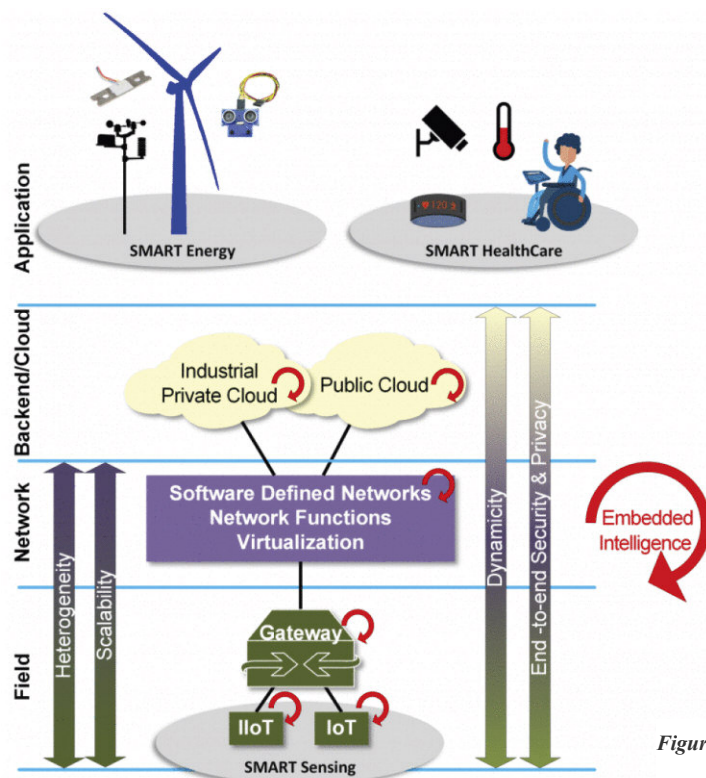 Application
120
SMART Energy
SMART HealthCare
Backend/Cloud
Industrial
Private Cloud
Public Cloud
Network
Software Defined Networks
Network Functions
Virtualization
Heterogeneity
Scalability
Dynamicity
End -to-end Security & Privacy
Embedded
Intelligence
Field
Gateway
IIoT
IoT
SMART Sensing
Figur